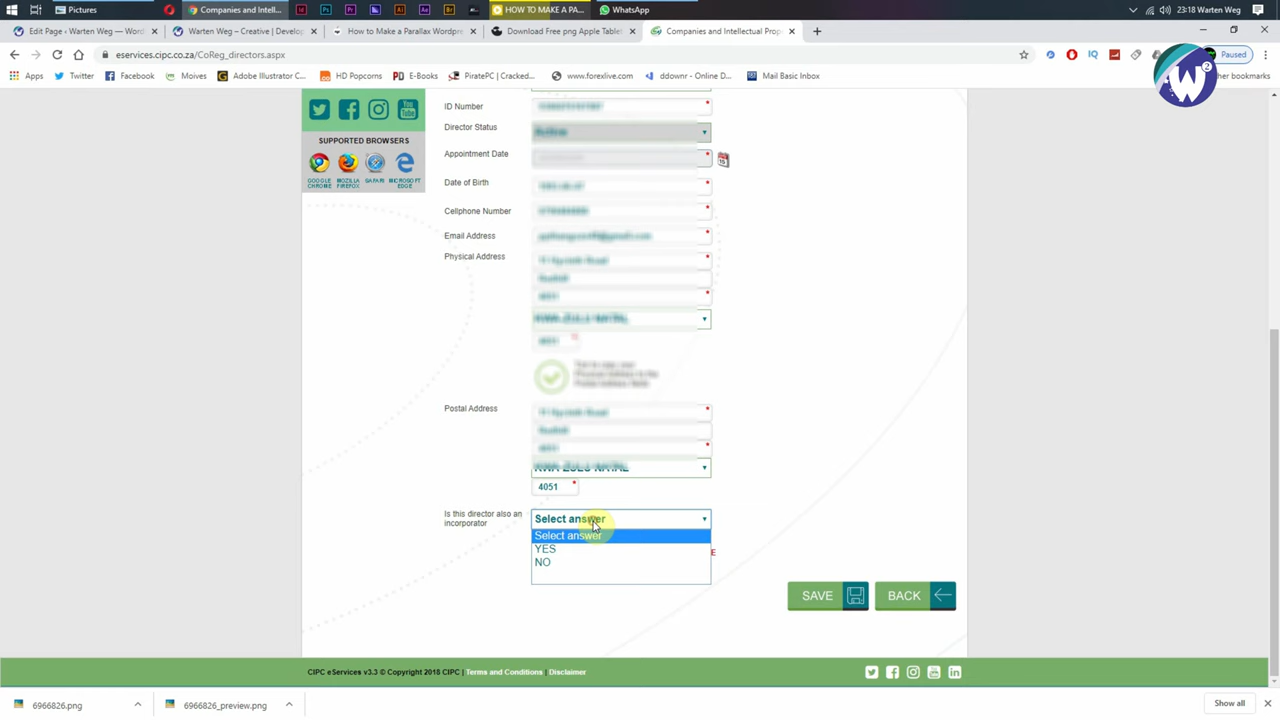 Pictures
Companies and Intell...
HOW TO MAKE A PA...
WhatsApp
23:18 Warten Weg
Edit Page ‹ Warten Weg — Word
Warten Weg – Creative | Develop
How to Make a Parallax Wordpre
Download Free png Apple Tablet
Companies and Intellectual Prop
eservices.cipc.co.za/CoReg_directors.aspx
Paused
Apps
Twitter
Facebook
Moives
Adobe Illustrator C...
HD Popcorns
E-Books
PiratePC | Cracked...
www.forexlive.com
ddownr - Online D...
Mail Basic Inbox
er bookmarks
SUPPORTED BROWSERS
GOOGLE CHROME
MOZILLA FIREFOX
SAFARI
MICROSOFT EDGE
ID Number
Director Status
Appointment Date
Date of Birth
Cellphone Number
Email Address
Physical Address
Postal Address
4051
Is this director also an
incorporator
Select answer
Select answer
YES
NO
E
SAVE
BACK
CIPC eServices v3.3 © Copyright 2018 CIPC | Terms and Conditions | Disclaimer
6966826.png
6966826_preview.png
Show all